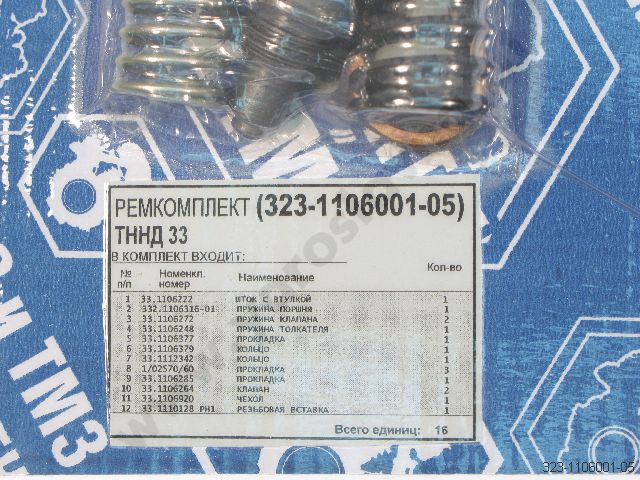 РЕМКОМПЛЕКТ (323-1106001-05)
ТННД 33
В КОМПЛЕКТ ВХОДИТ:
№ п/п Номенкл. номер Наименование Кол-во
1 33.1106222 ШТОК С ВТУЛКОЙ 1
2 332.1106316-01 ПРУЖИНА ПОРШНЯ 1
3 33.1106272 ПРУЖИНА КЛАПАНА 2
4 33.1106248 ПРУЖИНА ТОЛКАТЕЛЯ 1
5 33.1106377 ПРОКЛАДКА 1
6 33.1106379 КОЛЬЦО 1
7 33.1112342 КОЛЬЦО 1
8 1/02570/60 ПРОКЛАДКА 3
9 33.1106285 ПРОКЛАДКА 1
10 33.1106264 КЛАПАН 2
11 33.1106920 ЧЕХОЛ 1
12 33.1110128 РН1 РЕЗЬБОВАЯ ВСТАВКА 1
Всего единиц: 16
И ТМЗ
323-1106001-05